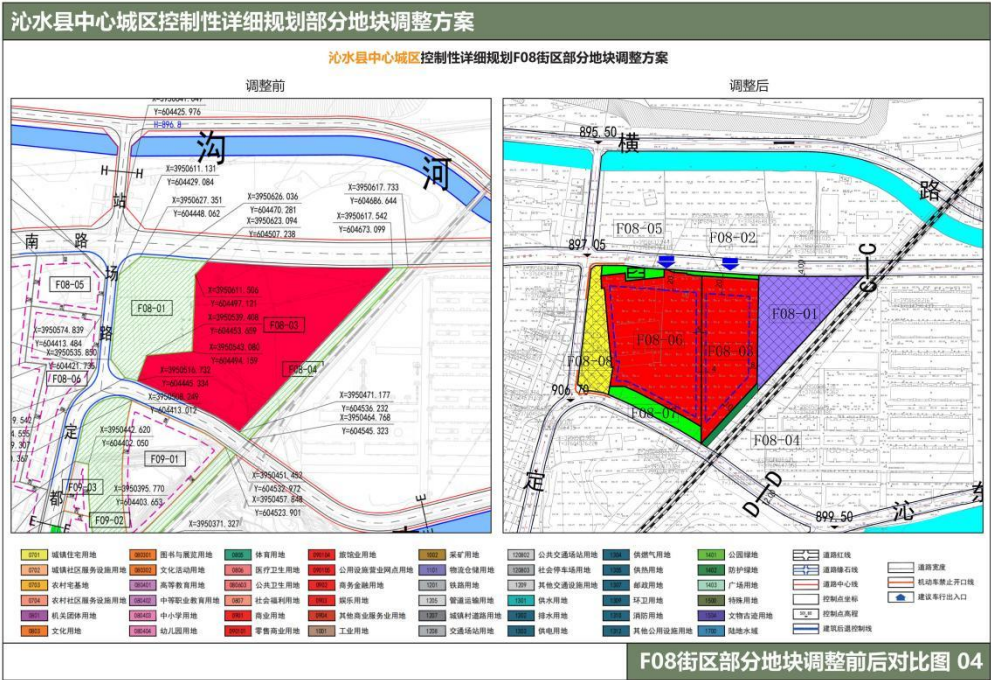 沁水县中心城区控制性详细规划部分地块调整方案
沁水县中心城区控制性详细规划F08街区部分地块调整方案
调整前
调整后
Y=604425.976
H=896.8
沟
河
X=3950611.131
Y=604429.084
H
H
站
X=3950627.351
Y=604448.062
X=3950626.036
Y=604470.281
X=3950623.094
Y=604507.238
X=3950617.733
Y=604686.644
X=3950617.542
Y=604673.099
南 路
场
路
F08-05
F08-01
X=3950611.506
Y=604497.121
X=3950539.408
Y=604453.659
F08-03
X=3950574.839
Y=604413.484
X=3950535.850
Y=604421.735
X=3950543.080
Y=604494.159
F08-06
F08-04
Y=604445.334
Y=604413.012
X=3950471.177
Y=604536.232
X=3950464.768
Y=604545.323
定
X=3950442.620
Y=604402.050
F09-01
X=3950451.452
Y=604532.972
X=3950457.848
Y=604523.901
F09-03
X=3950395.770
Y=604403.653
都
F09-02
X=3950371.327
E
E
E
895.50
横
路
897.05
F08-05
F08-02
C—C
F08-01
F08-06
F08-03
F08-08
906.79
F08-07
F08-04
定
D—D
899.50
沁
东
0701 城镇住宅用地
0702 城镇社区服务设施用地
0703 农村宅基地
0704 农村社区服务设施用地
0801 机关团体用地
0803 文化用地
080301 图书与展览用地
080302 文化活动用地
080401 高等教育用地
080402 中等职业教育用地
080403 中小学用地
080404 幼儿园用地
0805 体育用地
0806 医疗卫生用地
080603 公共卫生用地
0807 社会福利用地
0901 商业用地
090101 零售商业用地
090104 旅馆业用地
090105 公用设施营业网点用地
0902 商务金融用地
0903 娱乐用地
0904 其他商业服务业用地
1001 工业用地
1002 采矿用地
1101 物流仓储用地
1201 铁路用地
1205 管道运输用地
1207 城镇村道路用地
1208 交通场站用地
120802 公共交通场站用地
120803 社会停车场用地
1209 其他交通设施用地
1301 供水用地
1302 排水用地
1303 供电用地
1304 供燃气用地
1305 供热用地
1307 邮政用地
1309 环卫用地
1310 消防用地
1313 其他公用设施用地
1401 公园绿地
1402 防护绿地
1403 广场用地
1500 特殊用地
1504 文物古迹用地
1700 陆地水域
道路红线
道路缘石线
道路中心线
控制点坐标
控制点高程
建筑后退控制线
道路宽度
机动车禁止开口线
建议车行出入口
F08街区部分地块调整前后对比图 04